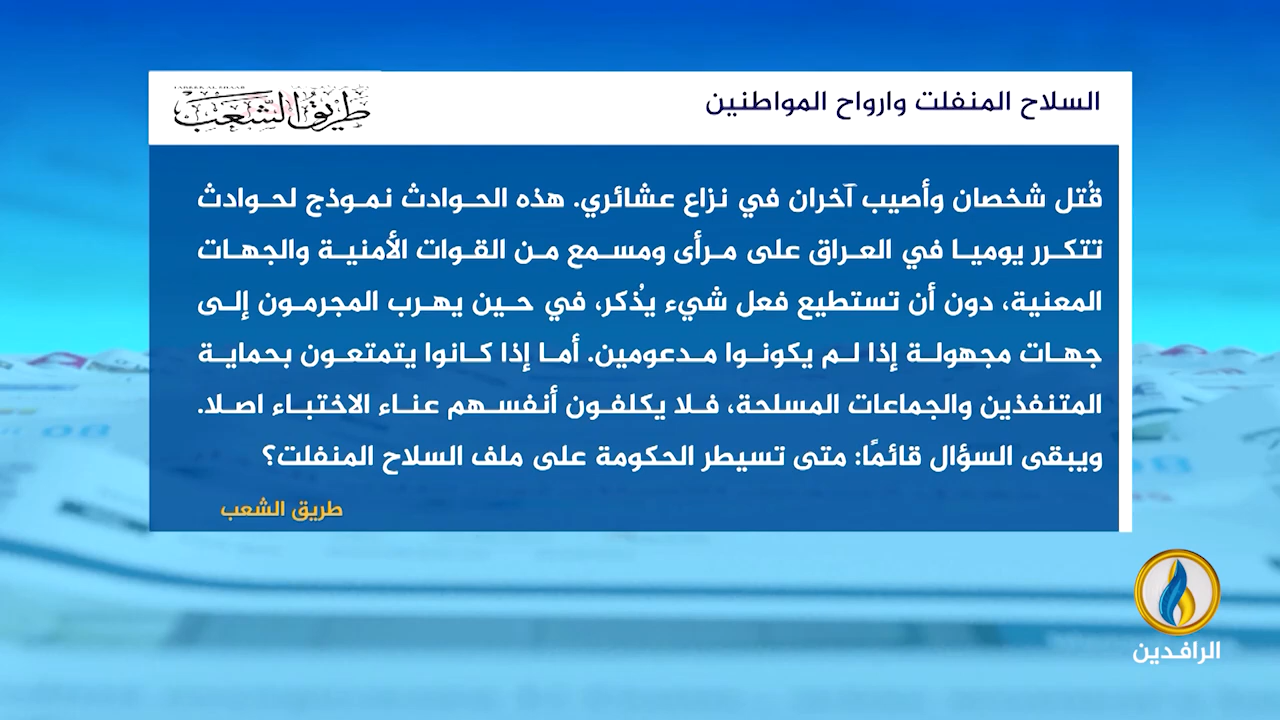 السلاح المنفلت وارواح المواطنين
طريق الشعب
قُتل شخصان وأصيب آخران في نزاع عشائري. هذه الحوادث نموذج لحوادث
تتكرر يوميا في العراق على مرأى ومسمع من القوات الأمنية والجهات
المعنية، دون أن تستطيع فعل شيء يذُكر، في حين يهرب المجرمون إلى
جهات مجهولة إذا لم يكونوا مدعومين. أما إذا كانوا يتمتعون بحماية
المتنفذين والجماعات المسلحة، فلا يكلفون أنفسهم عناء الاختباء اصلا.
ويبقى السؤال قائمًا: متى تسيطر الحكومة على ملف السلاح المنفلت؟
طريق الشعب
الرافدين